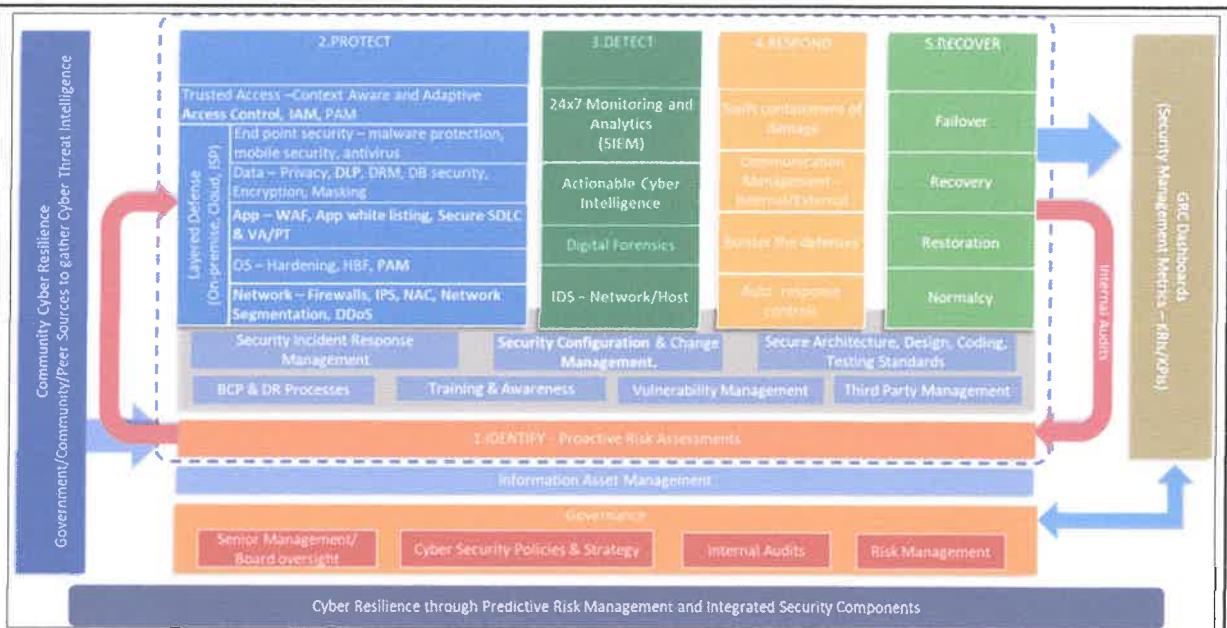 Community Cyber Resilience
Government/Community/Peer Sources to gather Cyber Threat Intelligence
2.PROTECT
Trusted Access –Context Aware and Adaptive
Access Control, IAM, PAM
Layered Defense
(On-premise, Cloud, ISP)
End point security – malware protection,
mobile security, antivirus
Data – Privacy, DLP, DRM, DB security,
Encryption, Masking
App – WAF, App white listing, Secure SDLC
& VA/PT
OS – Hardening, HBF, PAM
Network – Firewalls, IPS, NAC, Network
Segmentation, DDoS
3.DETECT
24x7 Monitoring and
Analytics
(SIEM)
Actionable Cyber
Intelligence
Digital Forensics
IDS – Network/Host
4.RESPOND
Swift containment of
damage
Communication
Management –
Internal/External
Bolster the defenses
Auto response
controls
5.RECOVER
Failover
Recovery
Restoration
Normalcy
Security Incident Response
Management
Security Configuration & Change
Management.
Secure Architecture, Design, Coding,
Testing Standards
BCP & DR Processes
Training & Awareness
Vulnerability Management
Third Party Management
1.IDENTIFY - Proactive Risk Assessments
Information Asset Management
Governance
Senior Management/
Board oversight
Cyber Security Policies & Strategy
Internal Audits
Risk Management
Internal Audits
GRC Dashboards
(Security Management Metrics – KRIs/KPIs)
Cyber Resilience through Predictive Risk Management and Integrated Security Components